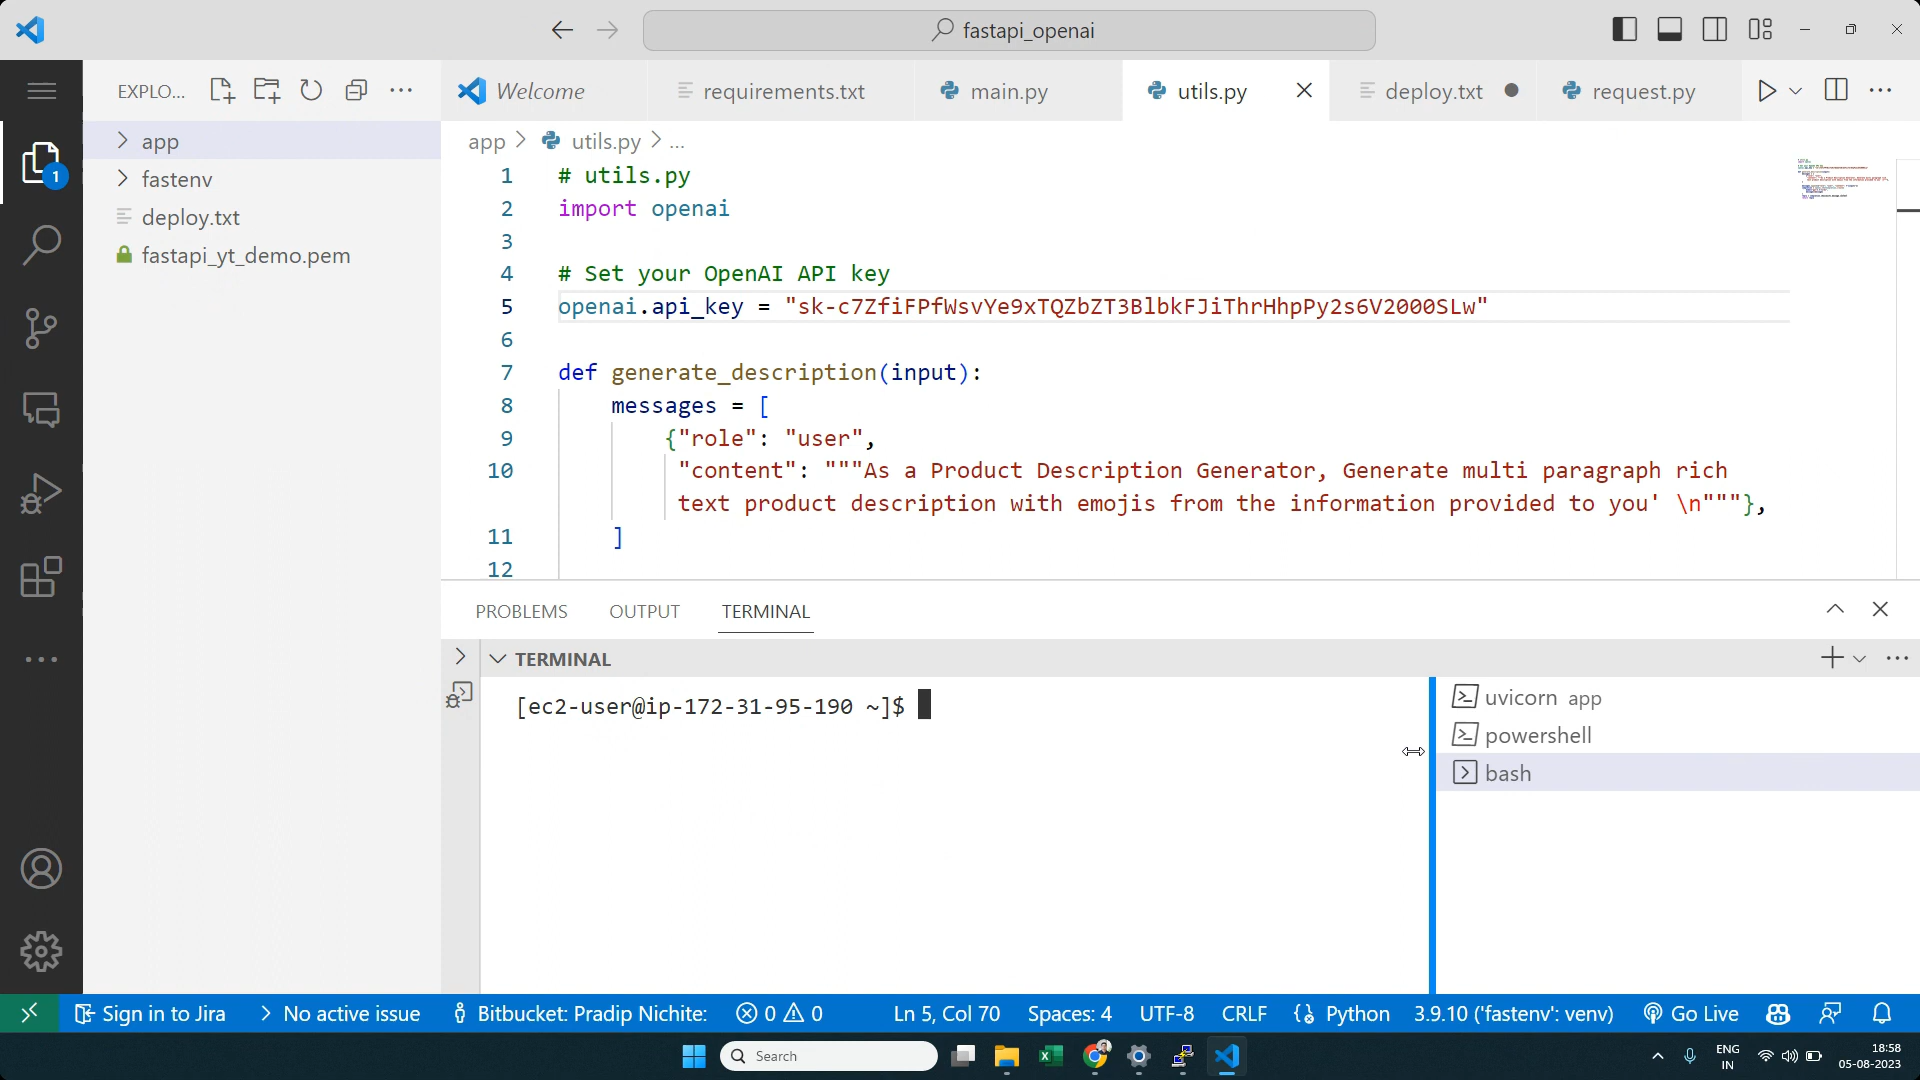 fastapi_openai
EXPLO...
Welcome
requirements.txt
main.py
utils.py
deploy.txt
request.py
app
fastenv
deploy.txt
fastapi_yt_demo.pem
1
app > utils.py > ...
1 # utils.py
2 import openai
3
4 # Set your OpenAI API key
5 openai.api_key = "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"
6
7 def generate_description(input):
8 messages = [
9 {"role": "user",
10 "content": """As a Product Description Generator, Generate multi paragraph rich
text product description with emojis from the information provided to you' \n"""},
11 ]
12
PROBLEMS OUTPUT TERMINAL
TERMINAL
[ec2-user@ip-172-31-95-190 ~]$
uvicorn app
powershell
bash
Sign in to Jira
No active issue
Bitbucket: Pradip Nichite:
0 0
Ln 5, Col 70
Spaces: 4
UTF-8
CRLF
Python
3.9.10 ('fastenv': venv)
Go Live
Search
ENG
IN
18:58
05-08-2023